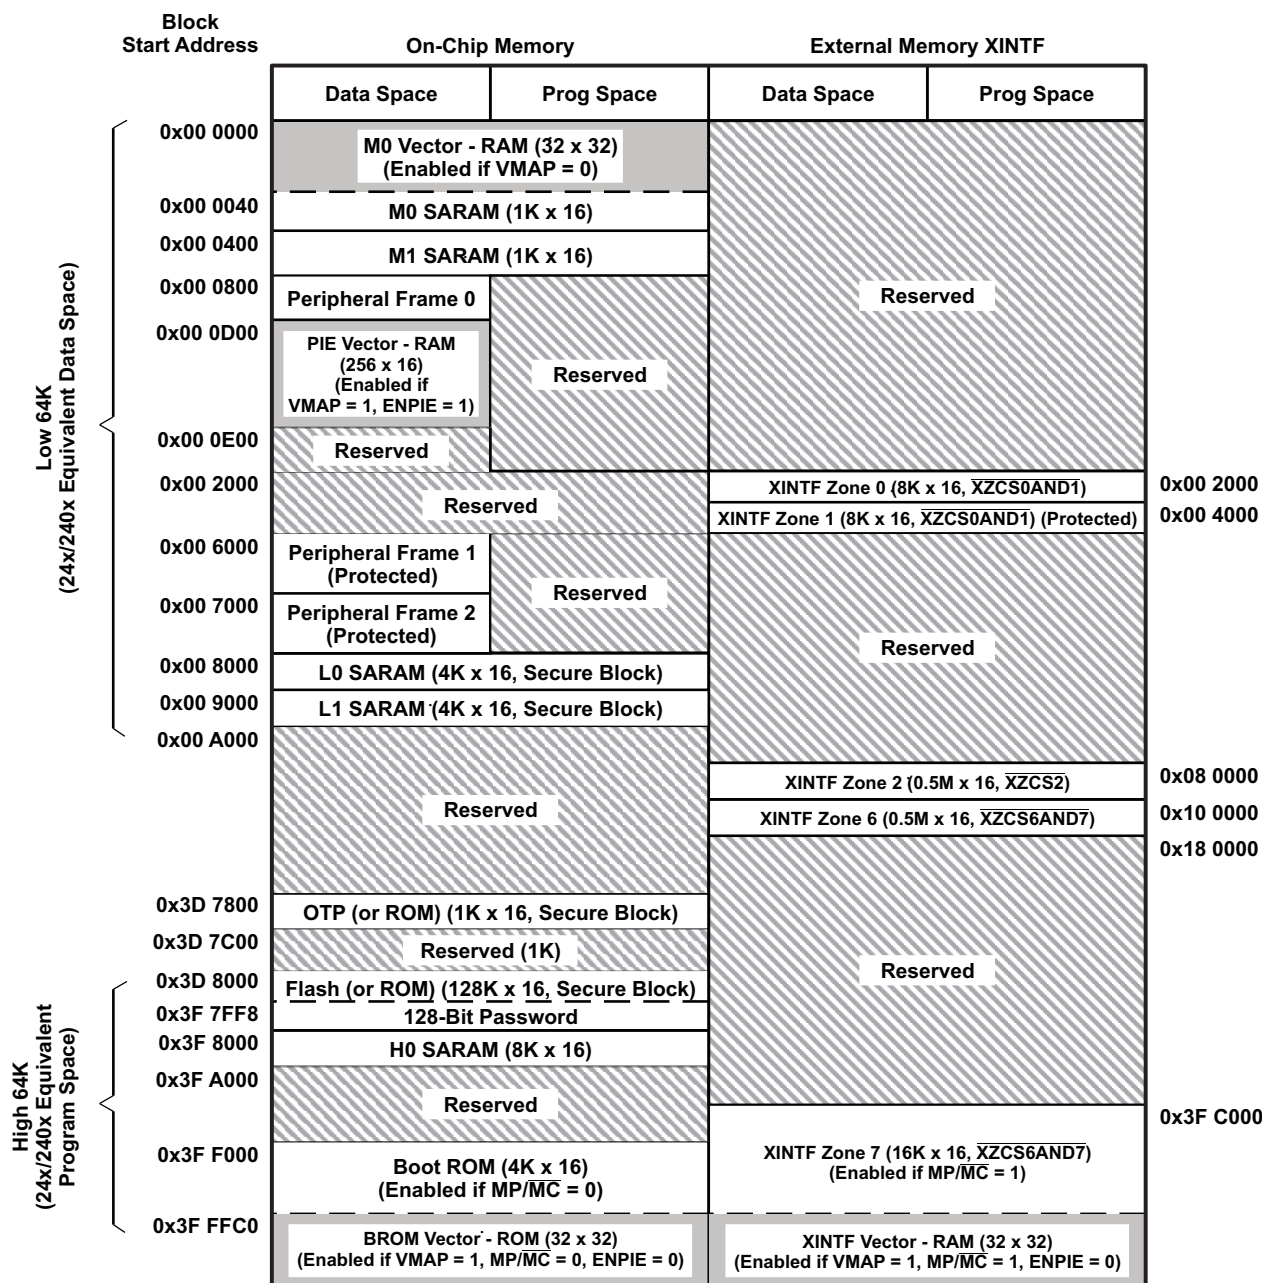 Block
Start Address
On-Chip Memory
External Memory XINTF
Data Space
Prog Space
Data Space
Prog Space
Low 64K
(24x/240x Equivalent Data Space)
0x00 0000
M0 Vector - RAM (32 x 32)
(Enabled if VMAP = 0)
0x00 0040
M0 SARAM (1K x 16)
0x00 0400
M1 SARAM (1K x 16)
0x00 0800
Peripheral Frame 0
Reserved
0x00 0D00
PIE Vector - RAM
(256 x 16)
(Enabled if
VMAP = 1, ENPIE = 1)
Reserved
0x00 0E00
Reserved
0x00 2000
Reserved
XINTF Zone 0 (8K x 16, XZCS0AND1)
0x00 2000
XINTF Zone 1 (8K x 16, XZCS0AND1) (Protected)
0x00 4000
0x00 6000
Peripheral Frame 1
(Protected)
Reserved
0x00 7000
Peripheral Frame 2
(Protected)
Reserved
0x00 8000
L0 SARAM (4K x 16, Secure Block)
0x00 9000
L1 SARAM (4K x 16, Secure Block)
0x00 A000
Reserved
XINTF Zone 2 (0.5M x 16, XZCS2)
0x08 0000
XINTF Zone 6 (0.5M x 16, XZCS6AND7)
0x10 0000
0x18 0000
0x3D 7800
OTP (or ROM) (1K x 16, Secure Block)
0x3D 7C00
Reserved (1K)
Reserved
High 64K
(24x/240x Equivalent
Program Space)
0x3D 8000
Flash (or ROM) (128K x 16, Secure Block)
0x3F 7FF8
128-Bit Password
0x3F 8000
H0 SARAM (8K x 16)
0x3F A000
Reserved
0x3F C000
0x3F F000
Boot ROM (4K x 16)
(Enabled if MP/MC = 0)
XINTF Zone 7 (16K x 16, XZCS6AND7)
(Enabled if MP/MC = 1)
0x3F FFC0
BROM Vector - ROM (32 x 32)
(Enabled if VMAP = 1, MP/MC = 0, ENPIE = 0)
XINTF Vector - RAM (32 x 32)
(Enabled if VMAP = 1, MP/MC = 1, ENPIE = 0)